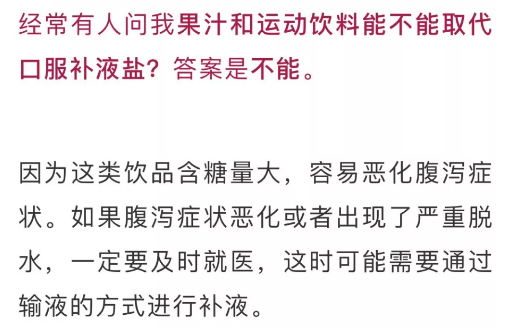 经常有人问我果汁和运动饮料能不能取代
口服补液盐？答案是不能。
因为这类饮品含糖量大，容易恶化腹泻症
状。如果腹泻症状恶化或者出现了严重脱
水，一定要及时就医，这时可能需要通过
输液的方式进行补液。